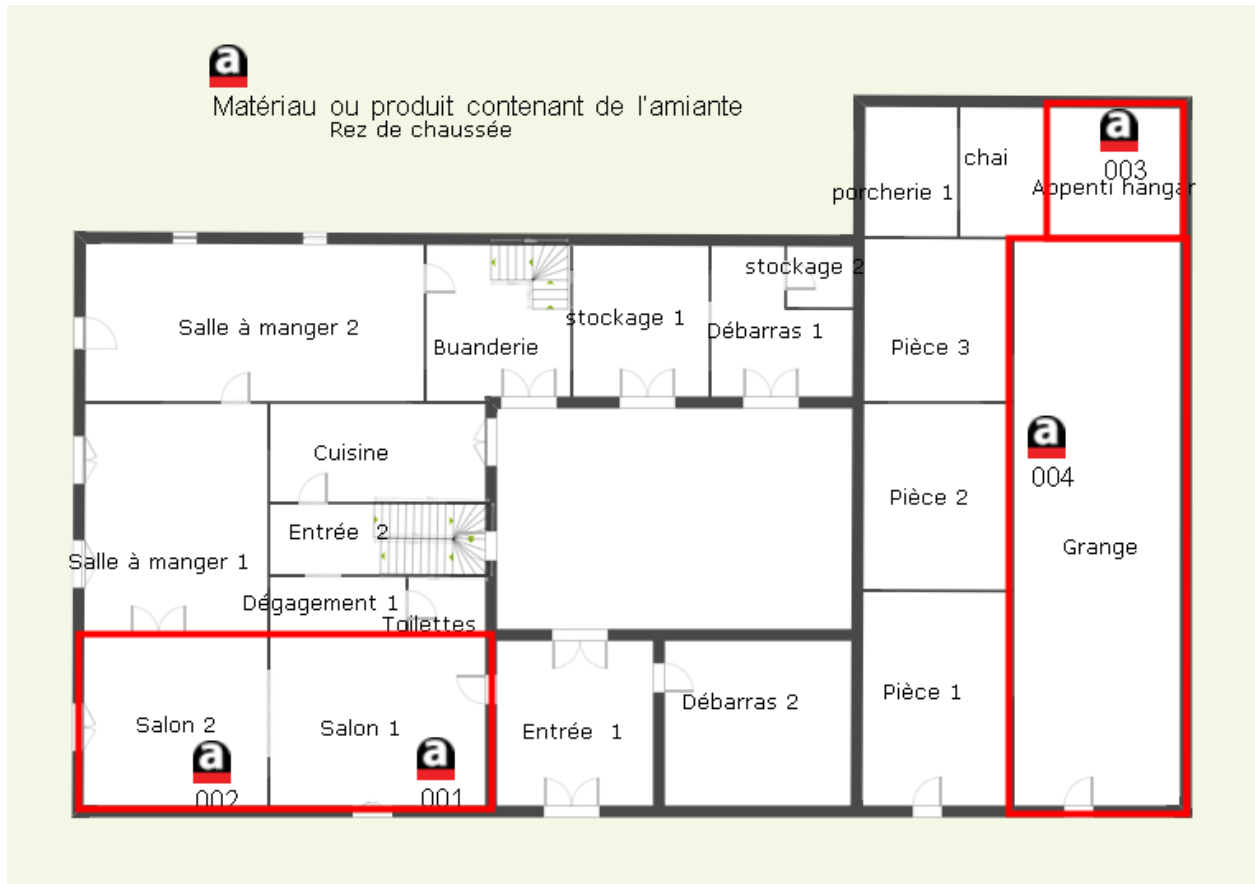 a
Matériau ou produit contenant de l'amiante
Rez de chaussée
a
003
chai
porcherie 1
Appenti hangar
stockage 2
Salle à manger 2
stockage 1
Débarras 1
Buanderie
Pièce 3
a
004
Cuisine
Pièce 2
Entrée 2
Grange
Salle à manger 1
Dégagement 1
Toilettes
Pièce 1
Débarras 2
Salon 2
Salon 1
Entrée 1
a
002
a
001